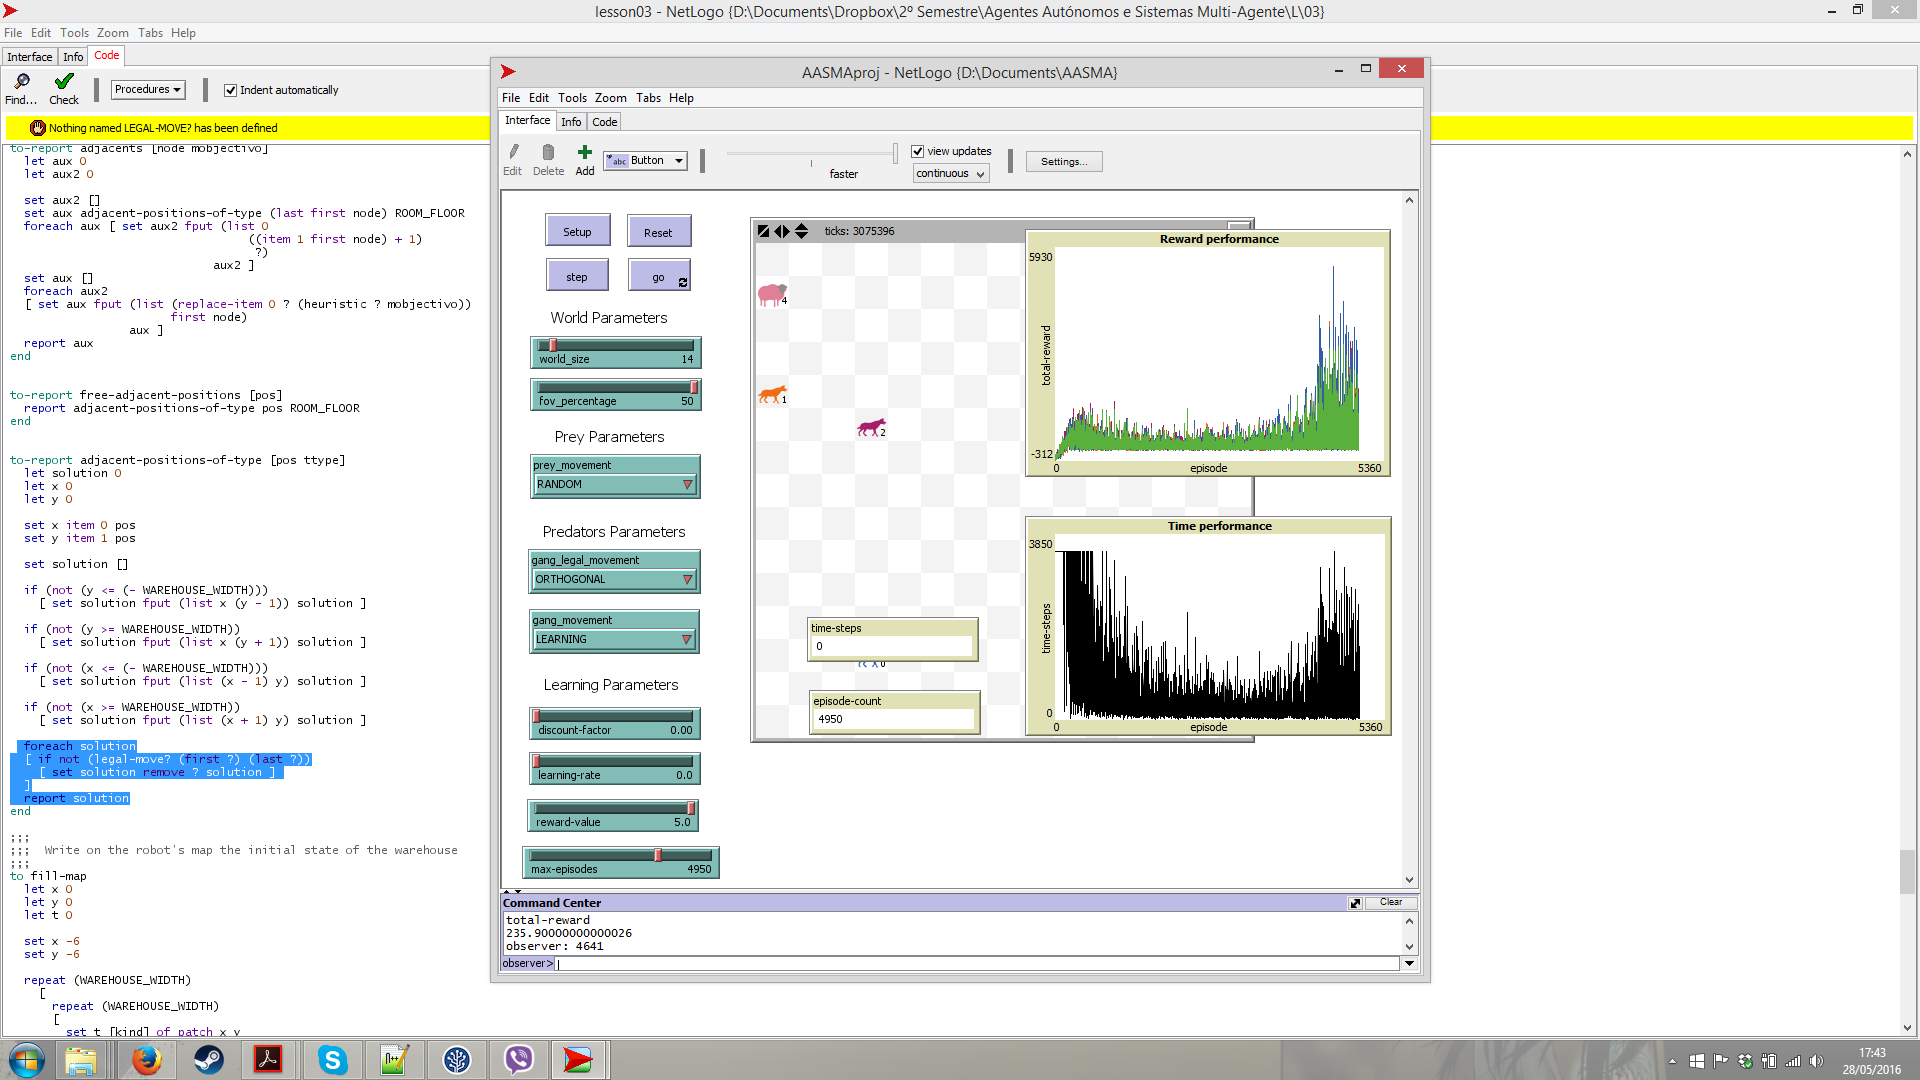 lesson03 - NetLogo {D:\Documents\Dropbox\2º Semestre\Agentes Autónomos e Sistemas Multi-Agente\L\03}
File Edit Tools Zoom Tabs Help
Interface Info Code
Find... Check Procedures Indent automatically
Nothing named LEGAL-MOVE? has been defined
to-report adjacents [node mobjectivo]
let aux 0
let aux2 0
set aux2 []
set aux adjacent-positions-of-type (last first node) ROOM_FLOOR
foreach aux [ set aux2 fput (list 0
((item 1 first node) + 1)
?)
aux2 ]
set aux []
foreach aux2
[ set aux fput (list (replace-item 0 ? (heuristic ? mobjectivo))
first node)
aux ]
report aux
end
to-report free-adjacent-positions [pos]
report adjacent-positions-of-type pos ROOM_FLOOR
end
to-report adjacent-positions-of-type [pos ttype]
let solution 0
let x 0
let y 0
set x item 0 pos
set y item 1 pos
set solution []
if (not (y <= (- WAREHOUSE_WIDTH)))
[ set solution fput (list x (y - 1)) solution ]
if (not (y >= WAREHOUSE_WIDTH))
[ set solution fput (list x (y + 1)) solution ]
if (not (x <= (- WAREHOUSE_WIDTH)))
[ set solution fput (list (x - 1) y) solution ]
if (not (x >= WAREHOUSE_WIDTH))
[ set solution fput (list (x + 1) y) solution ]
foreach solution
[ if not (legal-move? (first ?) (last ?))
[ set solution remove ? solution ]
]
report solution
end
;;;
;;; Write on the robot's map the initial state of the warehouse
;;;
to fill-map
let x 0
let y 0
let t 0
set x -6
set y -6
repeat (WAREHOUSE_WIDTH)
[
repeat (WAREHOUSE_WIDTH)
[
set t [kind] of patch x y
AASMAproj - NetLogo {D:\Documents\AASMA}
File Edit Tools Zoom Tabs Help
Interface Info Code
Edit Delete Add abc Button faster view updates continuous Settings...
Setup Reset
step go
World Parameters
world_size 14
fov_percentage 50
Prey Parameters
prey_movement
RANDOM
Predators Parameters
gang_legal_movement
ORTHOGONAL
gang_movement
LEARNING
Learning Parameters
discount-factor 0.00
learning-rate 0.0
reward-value 5.0
max-episodes 4950
ticks: 3075396
4
1
2
0
time-steps
0
episode-count
4950
Reward performance
5930
total-reward
-312
0 episode 5360
Time performance
3850
time-steps
0
0 episode 5360
Command Center Clear
total-reward
235.90000000000026
observer: 4641
observer>
N++
17:43
28/05/2016